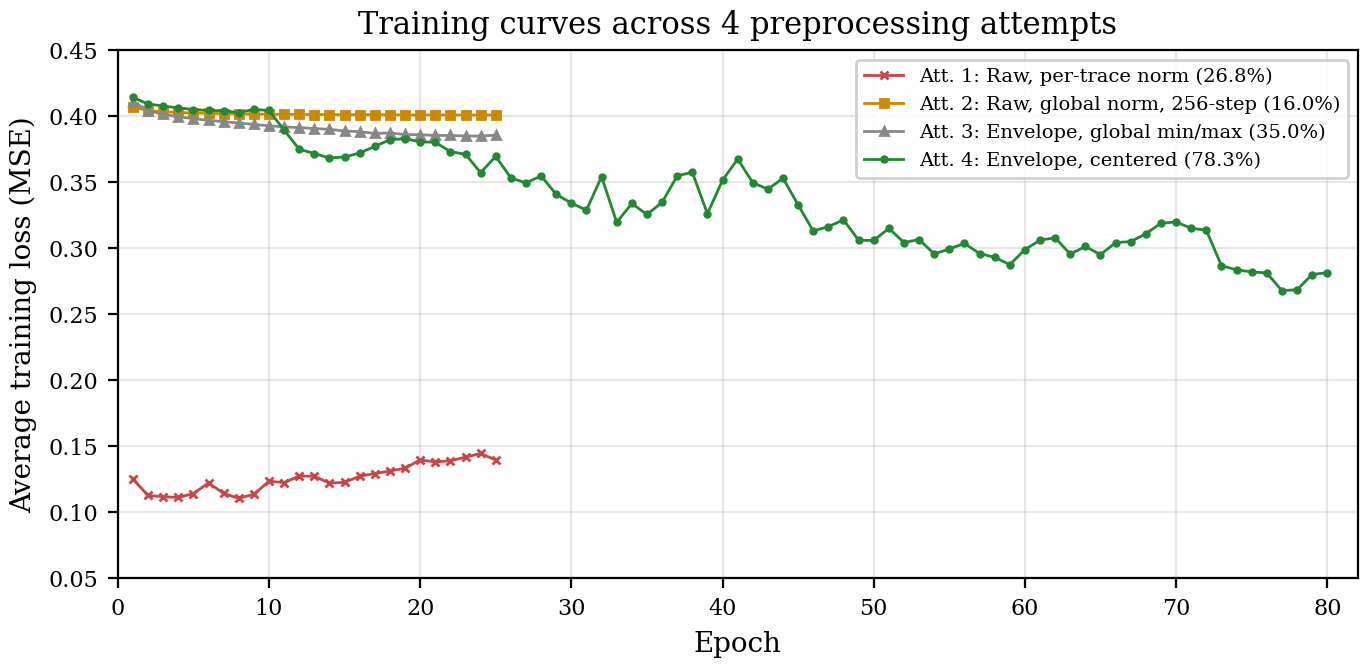 Training curves across 4 preprocessing attempts
Average training loss (MSE)
0.45
0.40
0.35
0.30
0.25
0.20
0.15
0.10
0.05
Att. 1: Raw, per-trace norm (26.8%)
Att. 2: Raw, global norm, 256-step (16.0%)
Att. 3: Envelope, global min/max (35.0%)
Att. 4: Envelope, centered (78.3%)
0 10 20 30 40 50 60 70 80
Epoch